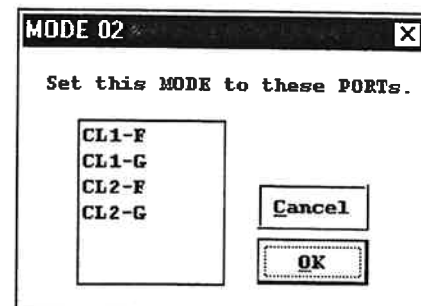 MODE 02
Set this MODE to these PORTs.
CL1-F
CL1-G
CL2-F
CL2-G
Cancel
OK